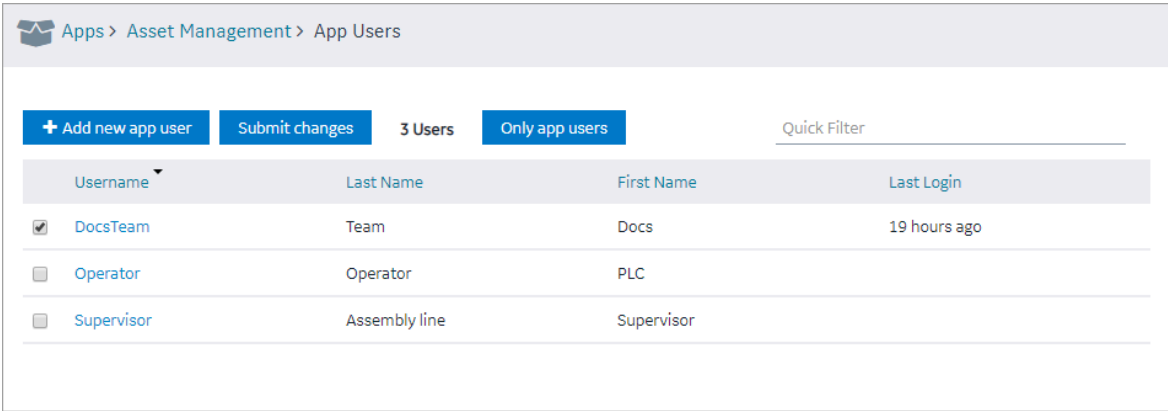 Apps > Asset Management > App Users
+ Add new app user Submit changes 3 Users Only app users Quick Filter
Username Last Name First Name Last Login
DocsTeam Team Docs 19 hours ago
Operator Operator PLC
Supervisor Assembly line Supervisor